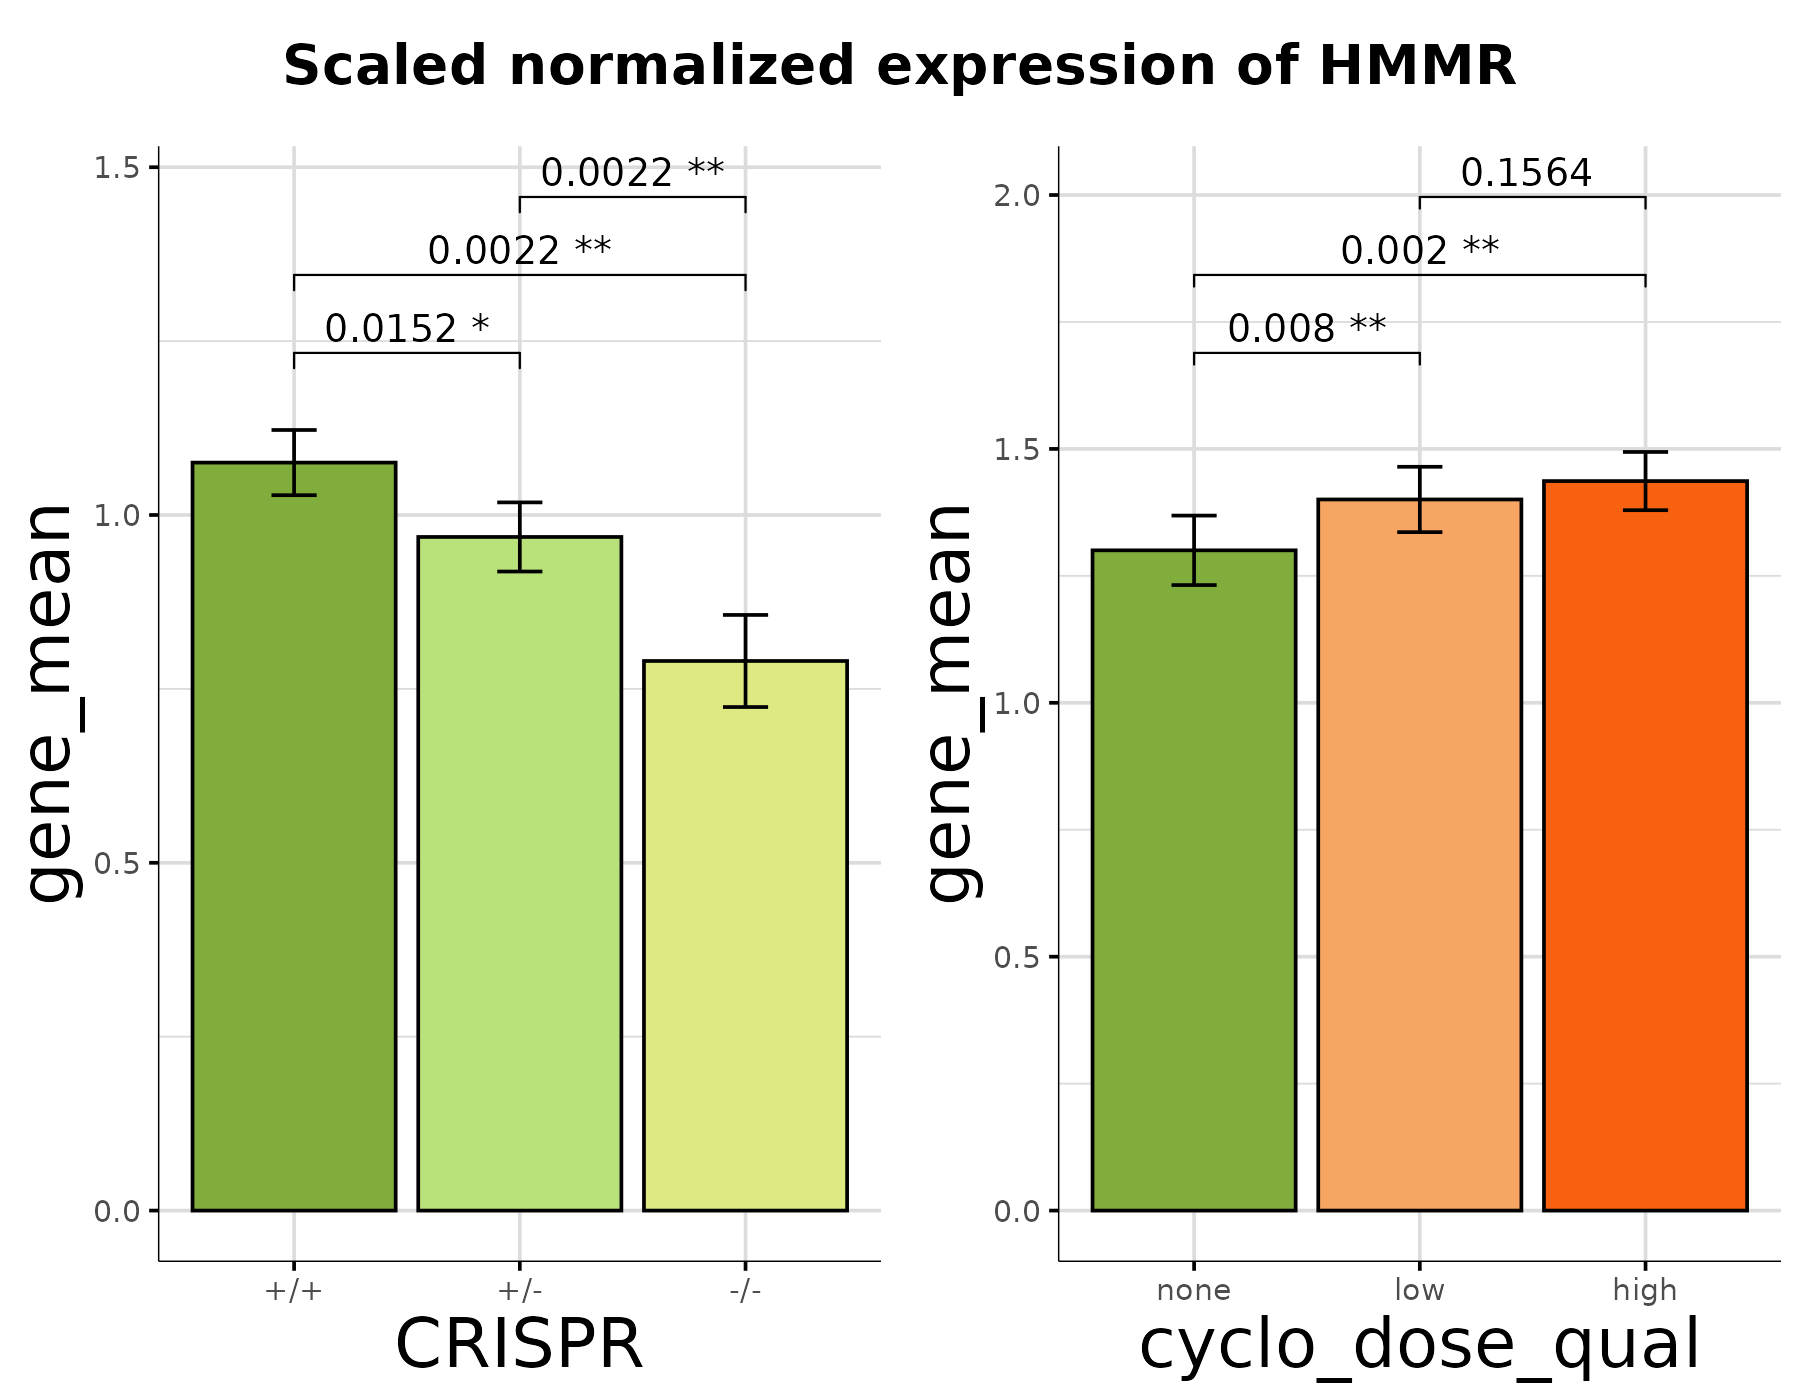 Scaled normalized expression of HMMR
gene_mean
1.5
1.0
0.5
0.0
0.0022 **
0.0022 **
0.0152 *
+/+ +/- -/-
CRISPR
gene_mean
2.0
1.5
1.0
0.5
0.0
0.1564
0.002 **
0.008 **
none low high
cyclo_dose_qual